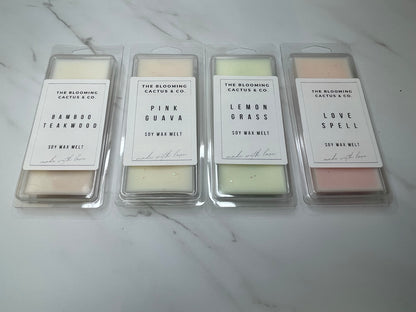 THE BLOOMING
CACTUS & CO.
BAMBOO
TEAKWOOD
SOY WAX MELT
made with love
THE BLOOMING
CACTUS & CO.
PINK
GUAVA
SOY WAX MELT
made with love
THE BLOOMING
CACTUS & CO.
LEMON
GRASS
SOY WAX MELT
made with love
THE BLOOMING
CACTUS & CO.
LOVE
SPELL
SOY WAX MELT
made with love